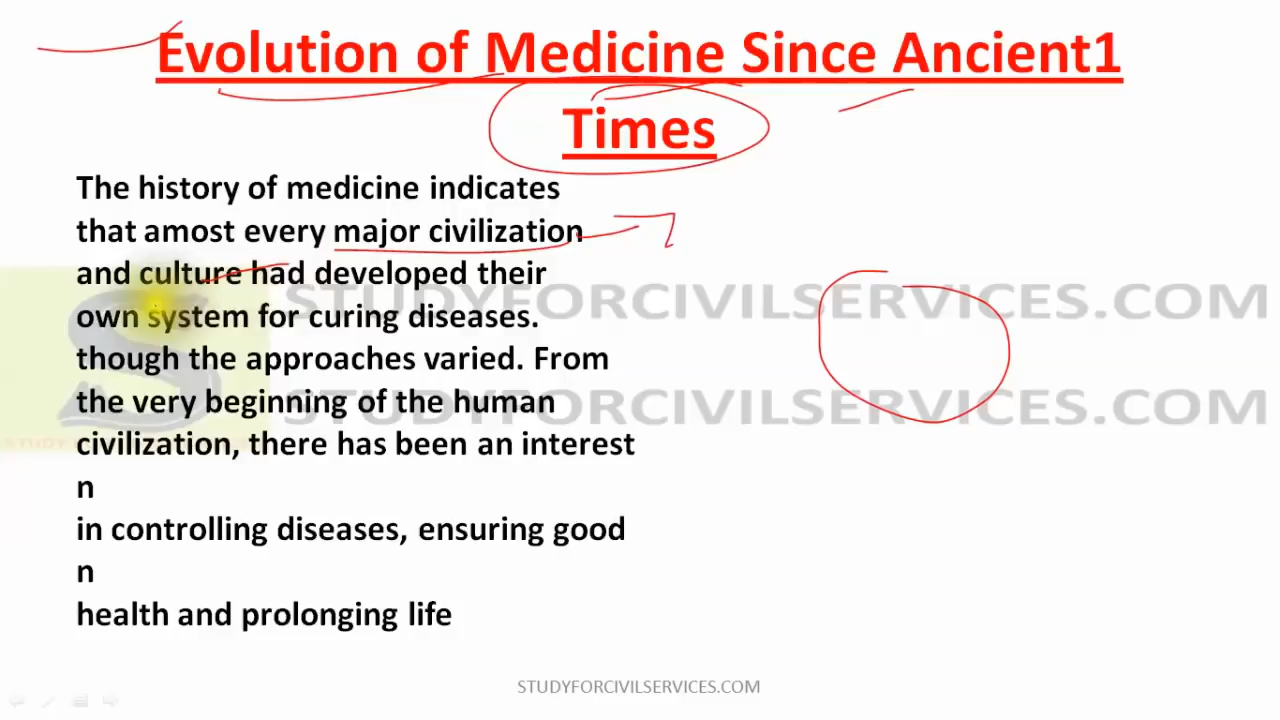 Evolution of Medicine Since Ancient1
Times
The history of medicine indicates
that amost every major civilization
and culture had developed their
own system for curing diseases.
though the approaches varied. From
the very beginning of the human
civilization, there has been an interest
n
in controlling diseases, ensuring good
n
health and prolonging life
STUDYFORCIVILSERVICES.COM
STUDYFORCIVILSERVICES.COM
STUDYFORCIVILSERVICES.COM